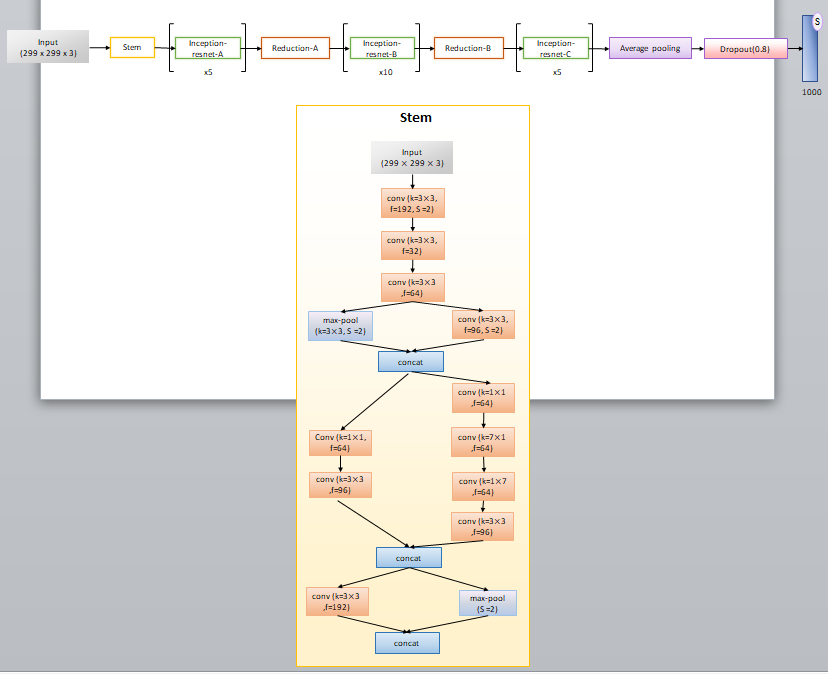 Input
(299 x 299 x 3)
Stem
Inception-
resnet-A
x5
Reduction-A
Inception-
resnet-B
x10
Reduction-B
Inception-
resnet-C
x5
Average pooling
Dropout(0.8)
S
1000
Stem
Input
(299 × 299 × 3)
conv (k=3×3,
f=192, S =2)
conv (k=3×3,
f=32)
conv (k=3×3
,f=64)
max-pool
(k=3×3, S =2)
conv (k=3×3,
f=96, S =2)
concat
conv (k=1×1
,f=64)
Conv (k=1×1,
f=64)
conv (k=7×1
,f=64)
conv (k=3×3
,f=96)
conv (k=1×7
,f=64)
conv (k=3×3
,f=96)
concat
conv (k=3×3
,f=192)
max-pool
(S =2)
concat